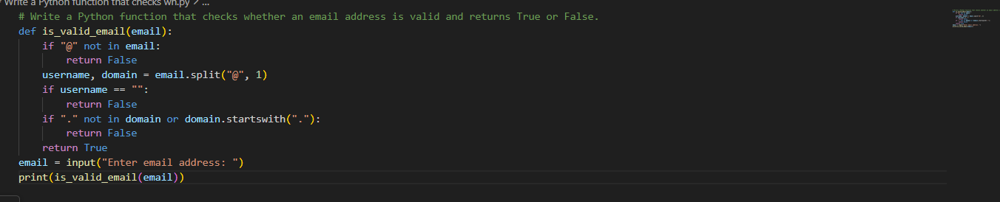 Write a Python function that checks wh.py > ...
# Write a Python function that checks whether an email address is valid and returns True or False.
def is_valid_email(email):
    if "@" not in email:
        return False
    username, domain = email.split("@", 1)
    if username == "":
        return False
    if "." not in domain or domain.startswith("."):
        return False
    return True
email = input("Enter email address: ")
print(is_valid_email(email))